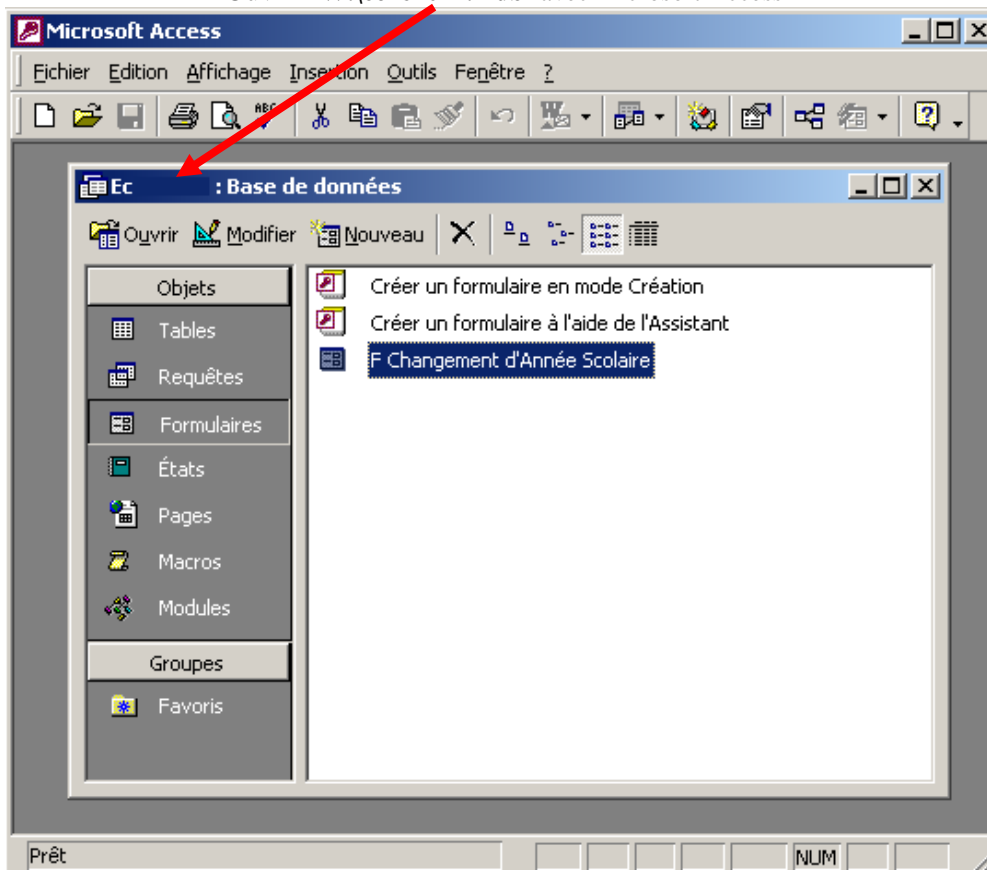 Microsoft Access
Fichier Edition Affichage Insertion Outils Fenêtre ?
Ec : Base de données
Ouvrir Modifier Nouveau
Objets
Tables
Requêtes
Formulaires
États
Pages
Macros
Modules
Groupes
Favoris
Créer un formulaire en mode Création
Créer un formulaire à l'aide de l'Assistant
F Changement d'Année Scolaire
Prêt
NUM